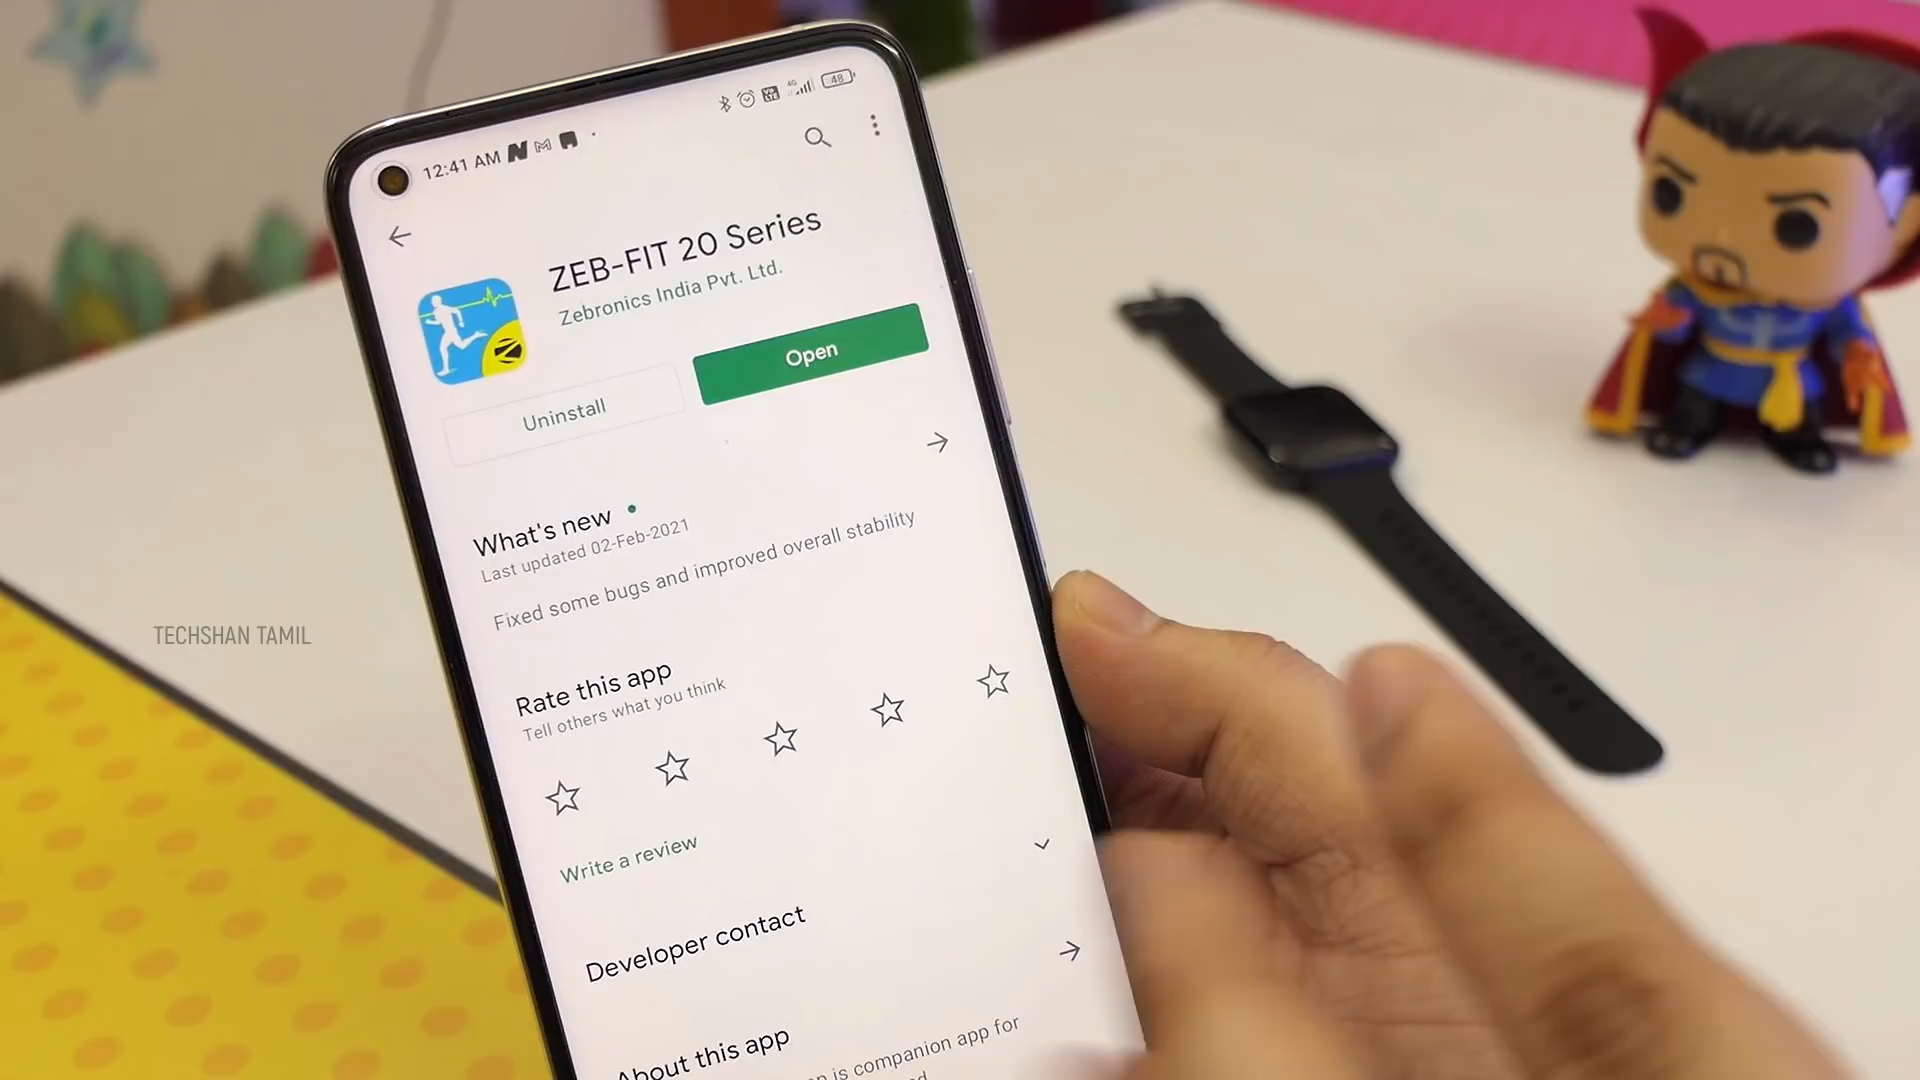 12:41 AM
48
ZEB-FIT 20 Series
Zebronics India Pvt. Ltd.
Uninstall
Open
What's new
Last updated 02-Feb-2021
Fixed some bugs and improved overall stability
Rate this app
Tell others what you think
Write a review
Developer contact
About this app
is companion app for
TECHSHAN TAMIL